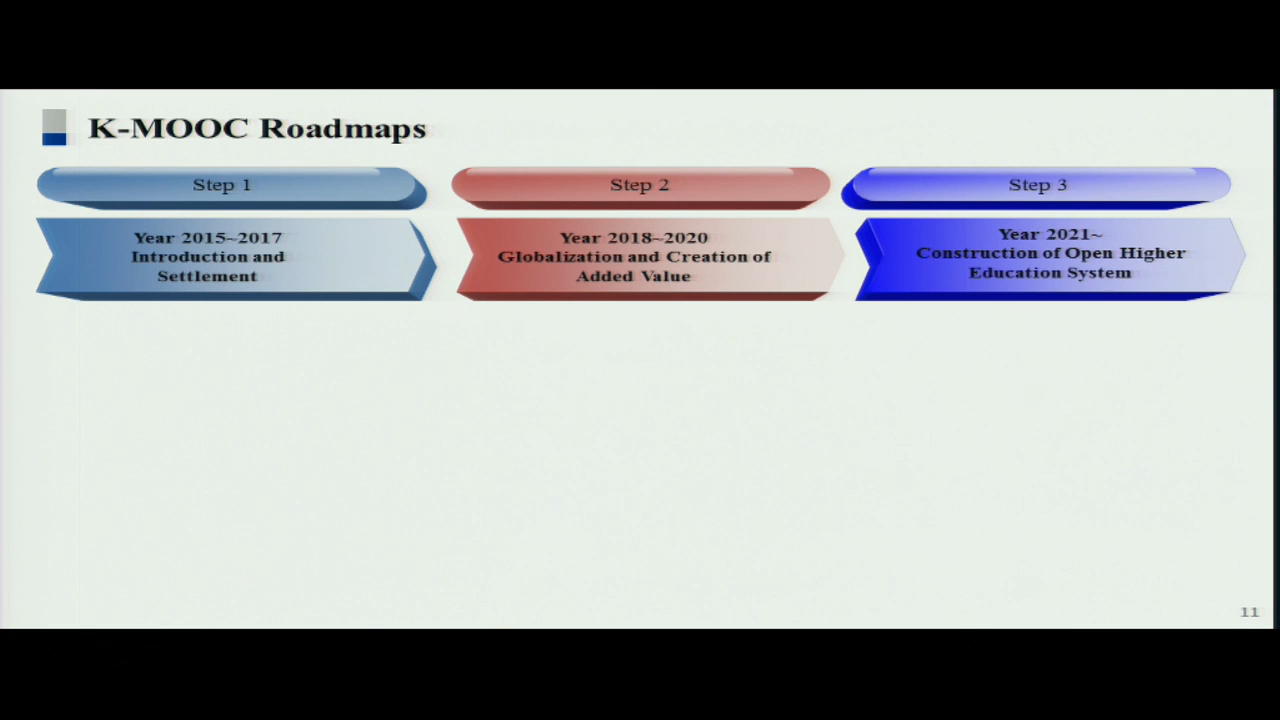 K-MOOC Roadmaps
Step 1
Step 2
Step 3
Year 2015~2017
Introduction and
Settlement
Year 2018~2020
Globalization and Creation of
Added Value
Year 2021~
Construction of Open Higher
Education System
11